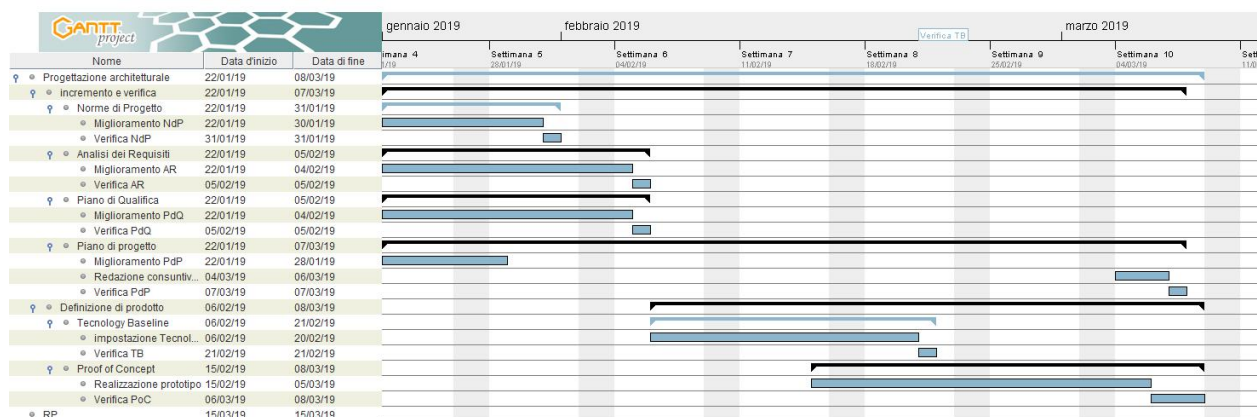 GANTT project
gennaio 2019 febbraio 2019 marzo 2019
Verifica TB
imana 4 Settimana 5 Settimana 6 Settimana 7 Settimana 8 Settimana 9 Settimana 10 Sett
1/19 28/01/19 04/02/19 11/02/19 18/02/19 25/02/19 04/03/19 11/0
Nome Data d'inizio Data di fine
Progettazione architetturale 22/01/19 08/03/19
incremento e verifica 22/01/19 07/03/19
Norme di Progetto 22/01/19 31/01/19
Miglioramento NdP 22/01/19 30/01/19
Verifica NdP 31/01/19 31/01/19
Analisi dei Requisiti 22/01/19 05/02/19
Miglioramento AR 22/01/19 04/02/19
Verifica AR 05/02/19 05/02/19
Piano di Qualifica 22/01/19 05/02/19
Miglioramento PdQ 22/01/19 04/02/19
Verifica PdQ 05/02/19 05/02/19
Piano di progetto 22/01/19 07/03/19
Miglioramento PdP 22/01/19 28/01/19
Redazione consuntiv... 04/03/19 06/03/19
Verifica PdP 07/03/19 07/03/19
Definizione di prodotto 06/02/19 08/03/19
Tecnology Baseline 06/02/19 21/02/19
impostazione Tecnol... 06/02/19 20/02/19
Verifica TB 21/02/19 21/02/19
Proof of Concept 15/02/19 08/03/19
Realizzazione prototipo 15/02/19 05/03/19
Verifica PoC 06/03/19 08/03/19
RP 15/03/19 15/03/19